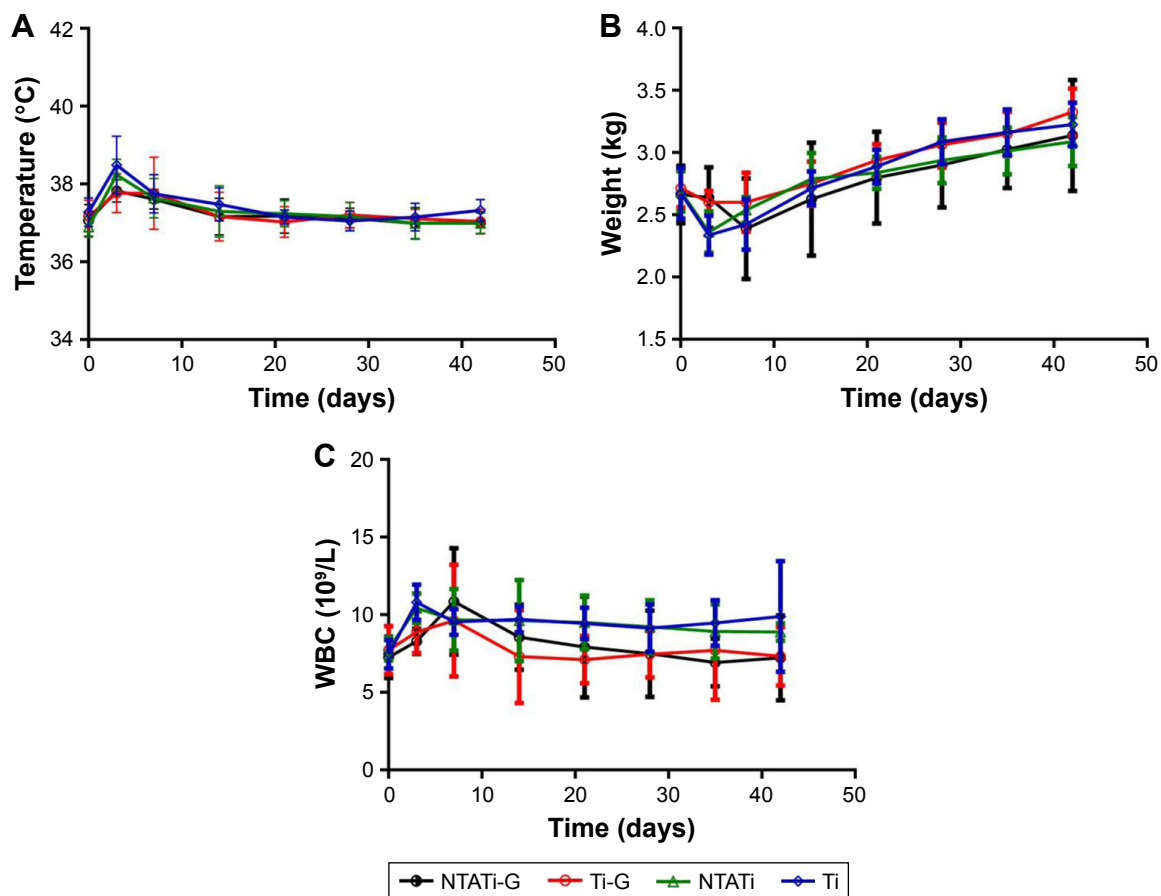 A
42
40
38
36
34
Temperature (°C)
0 10 20 30 40 50
Time (days)
B
4.0
3.5
3.0
2.5
2.0
1.5
Weight (kg)
0 10 20 30 40 50
Time (days)
C
20
15
10
5
0
WBC (10⁹/L)
0 10 20 30 40 50
Time (days)
NTATi-G Ti-G NTATi Ti